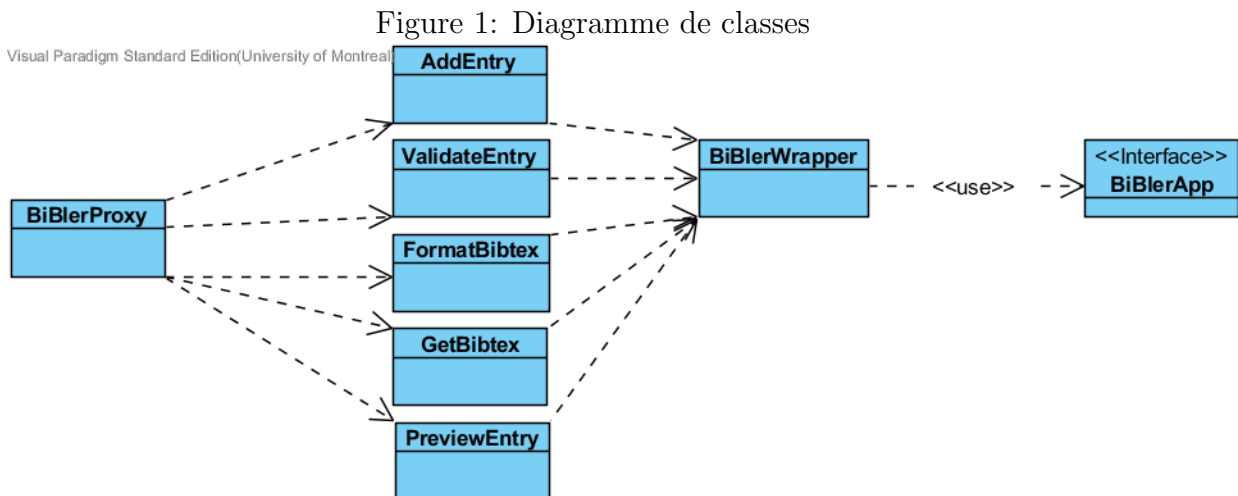 Figure 1: Diagramme de classes
Visual Paradigm Standard Edition(University of Montreal)
AddEntry
ValidateEntry
BiBlerWrapper
<<Interface>>
BiBlerApp
<<use>>
BiBlerProxy
FormatBibtex
GetBibtex
PreviewEntry